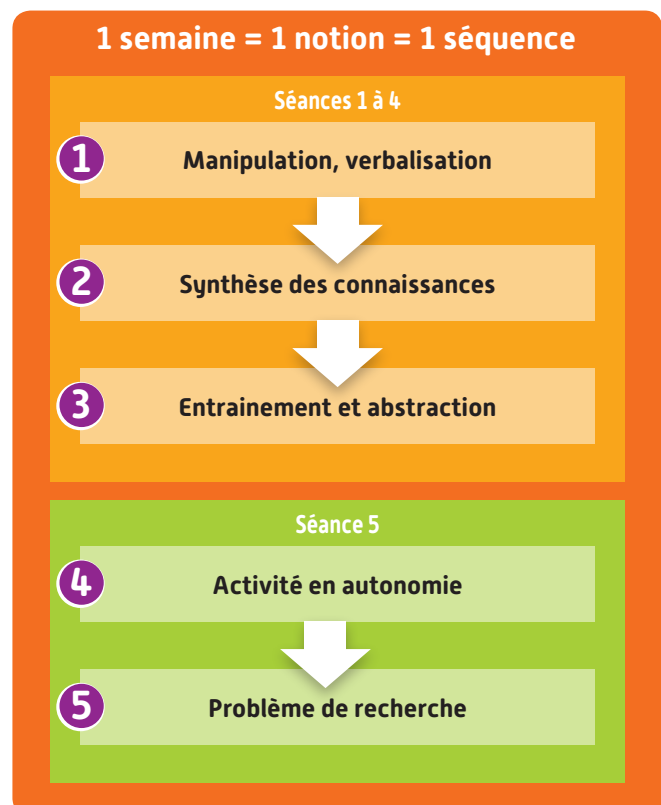 1 semaine = 1 notion = 1 séquence
Séances 1 à 4
1 Manipulation, verbalisation
2 Synthèse des connaissances
3 Entrainement et abstraction
Séance 5
4 Activité en autonomie
5 Problème de recherche